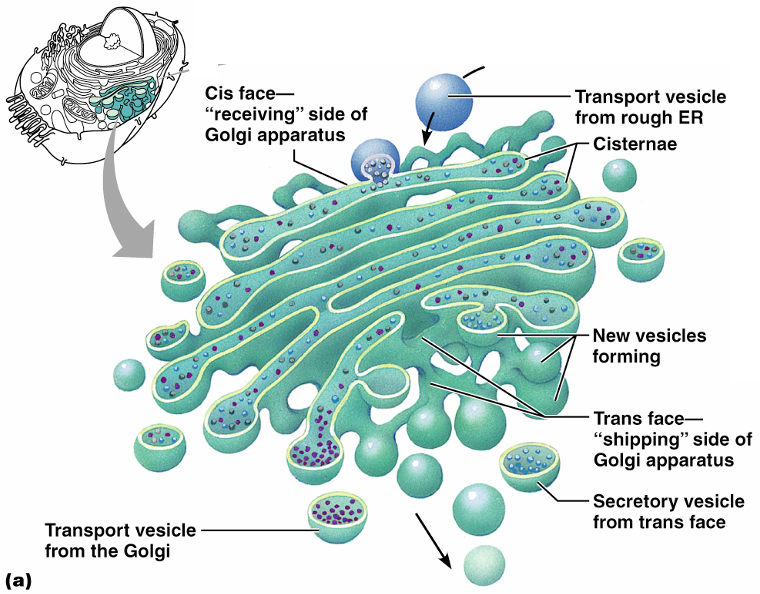 Cis face—
“receiving” side of
Golgi apparatus
Transport vesicle
from rough ER
Cisternae
New vesicles
forming
Trans face—
“shipping” side of
Golgi apparatus
Secretory vesicle
from trans face
Transport vesicle
from the Golgi
(a)